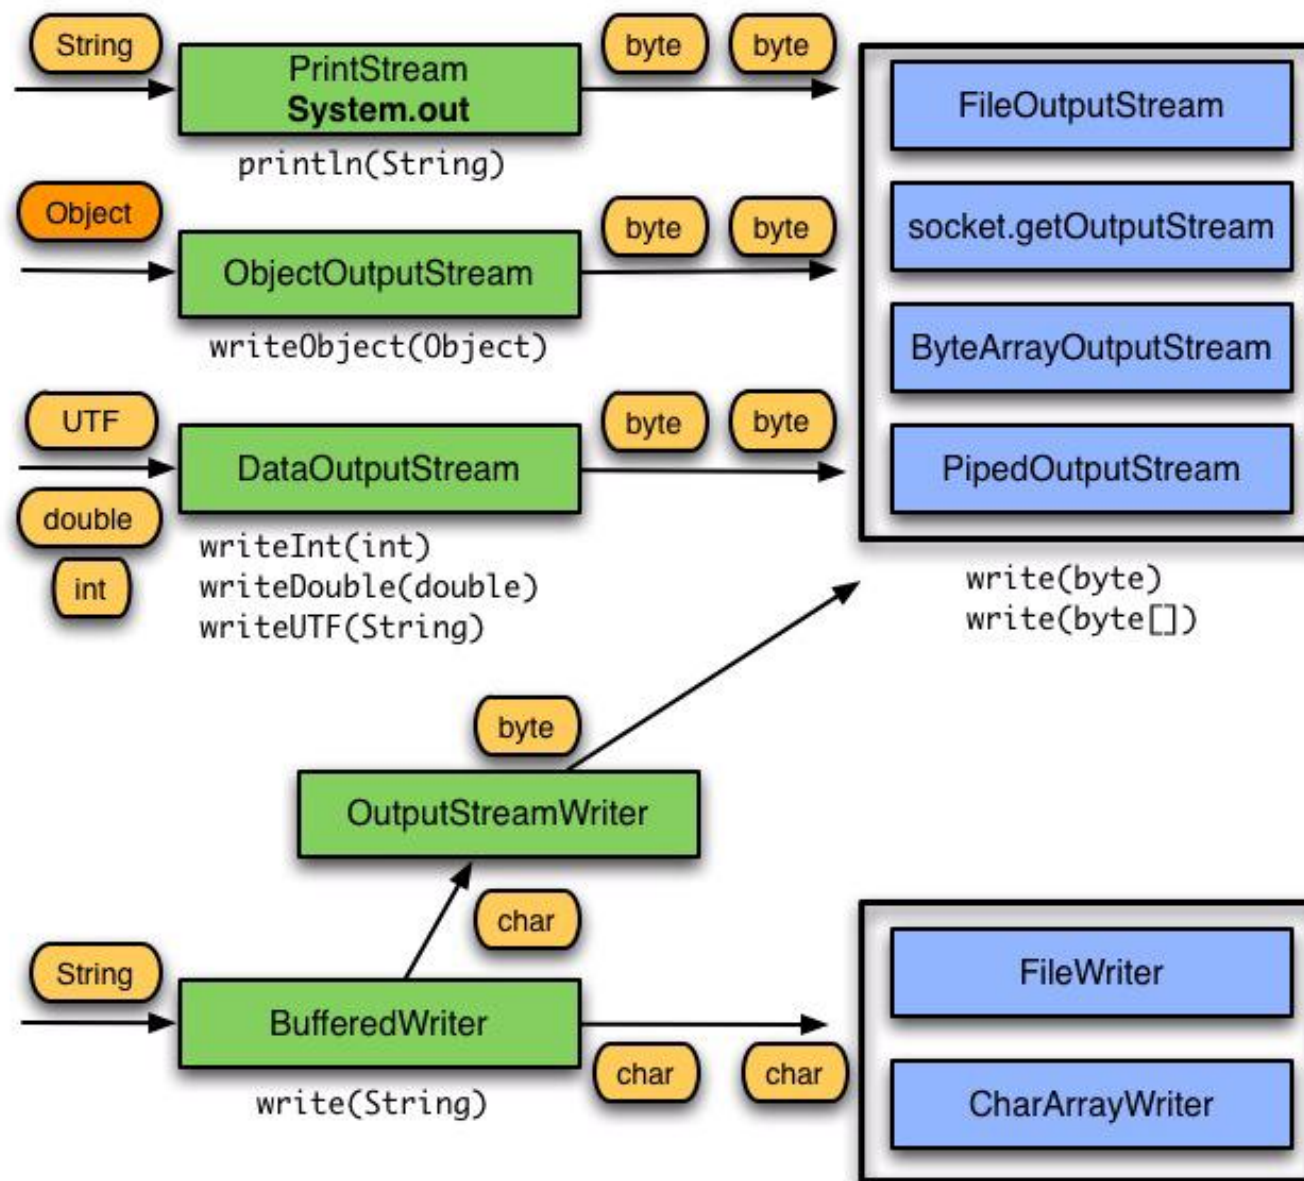 String
PrintStream
System.out
println(String)
byte
byte
FileOutputStream
socket.getOutputStream
ByteArrayOutputStream
PipedOutputStream
write(byte)
write(byte[])
Object
ObjectOutputStream
writeObject(Object)
byte
byte
UTF
double
int
DataOutputStream
writeInt(int)
writeDouble(double)
writeUTF(String)
byte
byte
byte
OutputStreamWriter
char
String
BufferedWriter
write(String)
char
char
FileWriter
CharArrayWriter